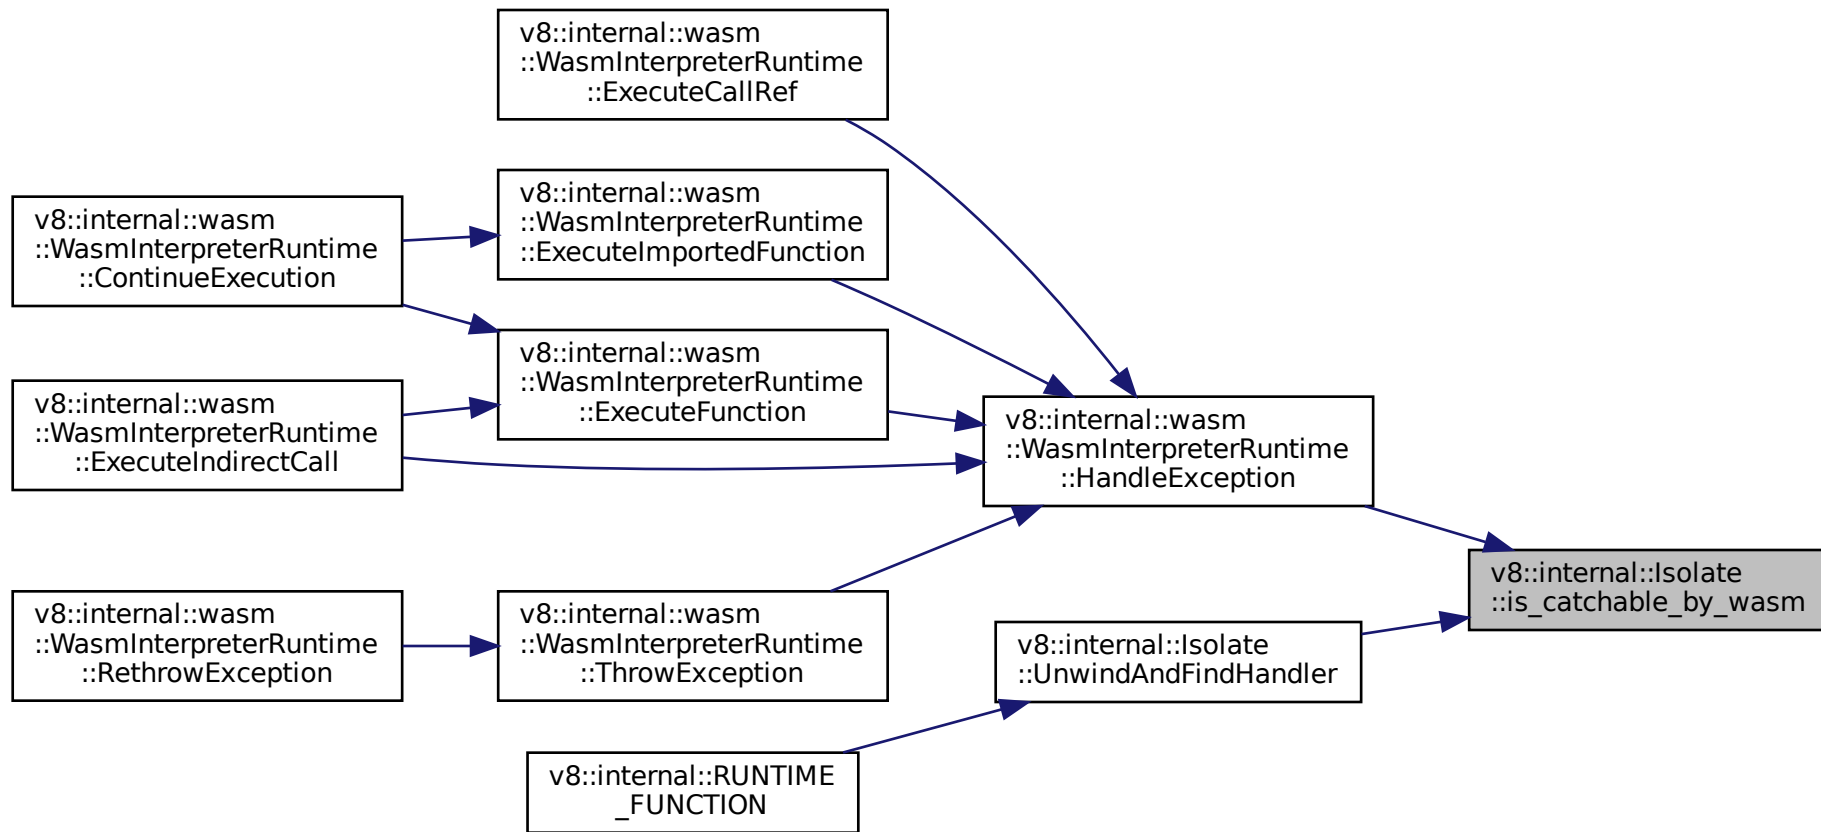 v8::internal::wasm
::WasmInterpreterRuntime
::ExecuteCallRef
v8::internal::wasm
::WasmInterpreterRuntime
::ExecuteImportedFunction
v8::internal::wasm
::WasmInterpreterRuntime
::ContinueExecution
v8::internal::wasm
::WasmInterpreterRuntime
::ExecuteFunction
v8::internal::wasm
::WasmInterpreterRuntime
::ExecuteIndirectCall
v8::internal::wasm
::WasmInterpreterRuntime
::HandleException
v8::internal::Isolate
::is_catchable_by_wasm
v8::internal::wasm
::WasmInterpreterRuntime
::RethrowException
v8::internal::wasm
::WasmInterpreterRuntime
::ThrowException
v8::internal::Isolate
::UnwindAndFindHandler
v8::internal::RUNTIME
_FUNCTION